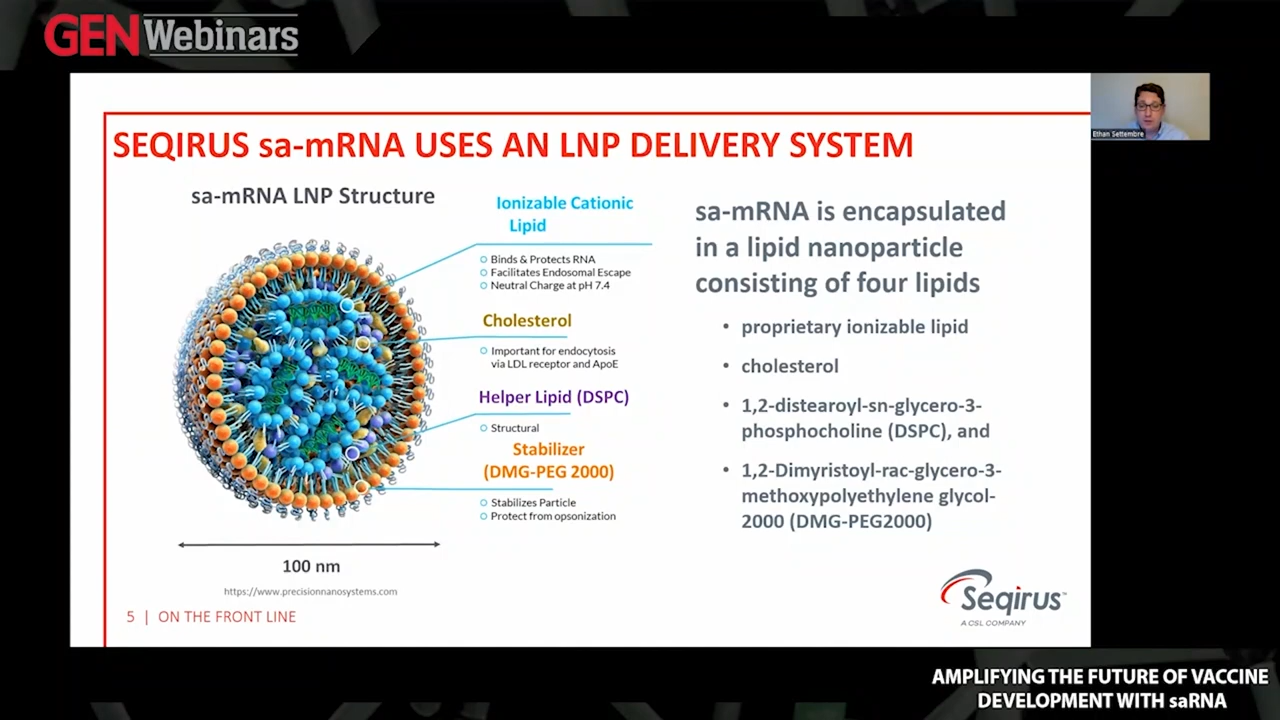 GEN Webinars
Ethan Settembre
SEQIRUS sa-mRNA USES AN LNP DELIVERY SYSTEM
sa-mRNA LNP Structure
Ionizable Cationic
Lipid
Binds & Protects RNA
Facilitates Endosomal Escape
Neutral Charge at pH 7.4
Cholesterol
Important for endocytosis
via LDL receptor and ApoE
Helper Lipid (DSPC)
Structural
Stabilizer
(DMG-PEG 2000)
Stabilizes Particle
Protect from opsonization
100 nm
https://www.precisionnanosystems.com
sa-mRNA is encapsulated
in a lipid nanoparticle
consisting of four lipids
• proprietary ionizable lipid
• cholesterol
• 1,2-distearoyl-sn-glycero-3-
phosphocholine (DSPC), and
• 1,2-Dimyristoyl-rac-glycero-3-
methoxypolyethylene glycol-
2000 (DMG-PEG2000)
5 | ON THE FRONT LINE
Seqirus™
A CSL COMPANY
AMPLIFYING THE FUTURE OF VACCINE
DEVELOPMENT WITH saRNA